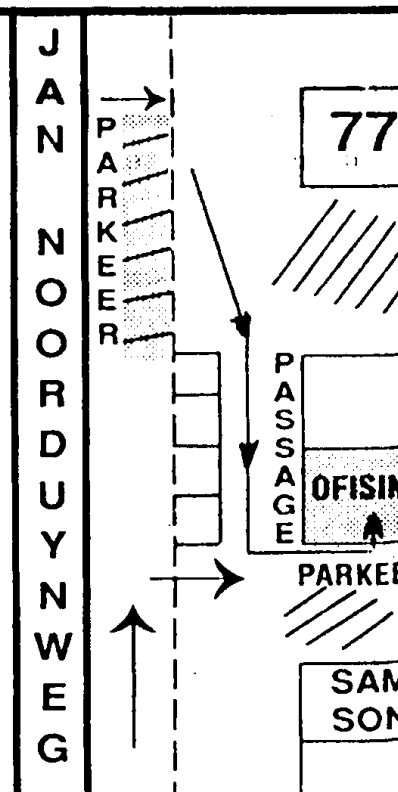 JAN NOORDUYNWEG
PARKEER
77
PASSAGE
OFISIN
PARKEE
SAM
SON